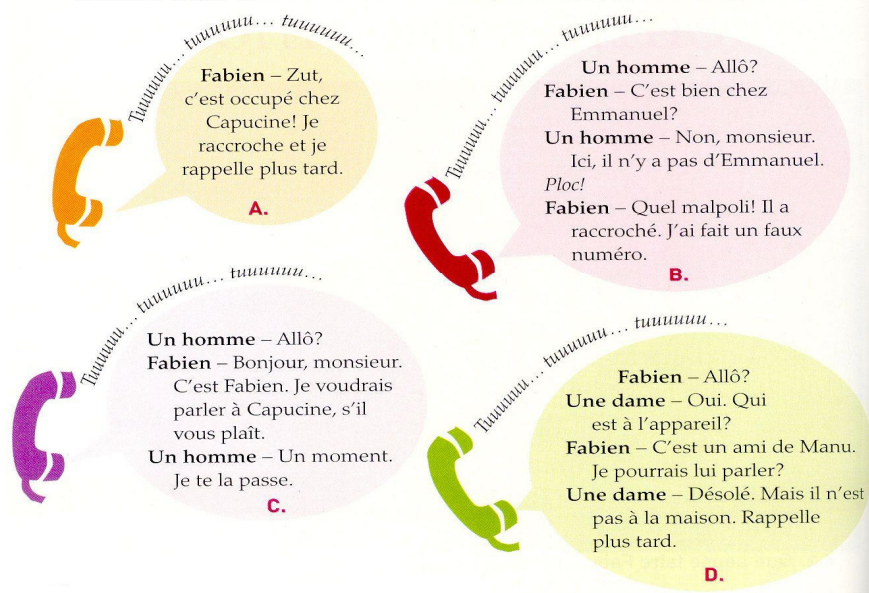 Tuuuuuu... tuuuuuu... tuuuuuu...
Fabien – Zut,
c'est occupé chez
Capucine! Je
raccroche et je
rappelle plus tard.
A.
Tuuuuuu... tuuuuuu... tuuuuuu...
Un homme – Allô?
Fabien – C'est bien chez
Emmanuel?
Un homme – Non, monsieur.
Ici, il n'y a pas d'Emmanuel.
Ploc!
Fabien – Quel malpoli! Il a
raccroché. J'ai fait un faux
numéro.
B.
Tuuuuuu... tuuuuuu... tuuuuuu...
Un homme – Allô?
Fabien – Bonjour, monsieur.
C'est Fabien. Je voudrais
parler à Capucine, s'il
vous plaît.
Un homme – Un moment.
Je te la passe.
C.
Tuuuuuu... tuuuuuu... tuuuuuu...
Fabien – Allô?
Une dame – Oui. Qui
est à l'appareil?
Fabien – C'est un ami de Manu.
Je pourrais lui parler?
Une dame – Désolé. Mais il n'est
pas à la maison. Rappelle
plus tard.
D.